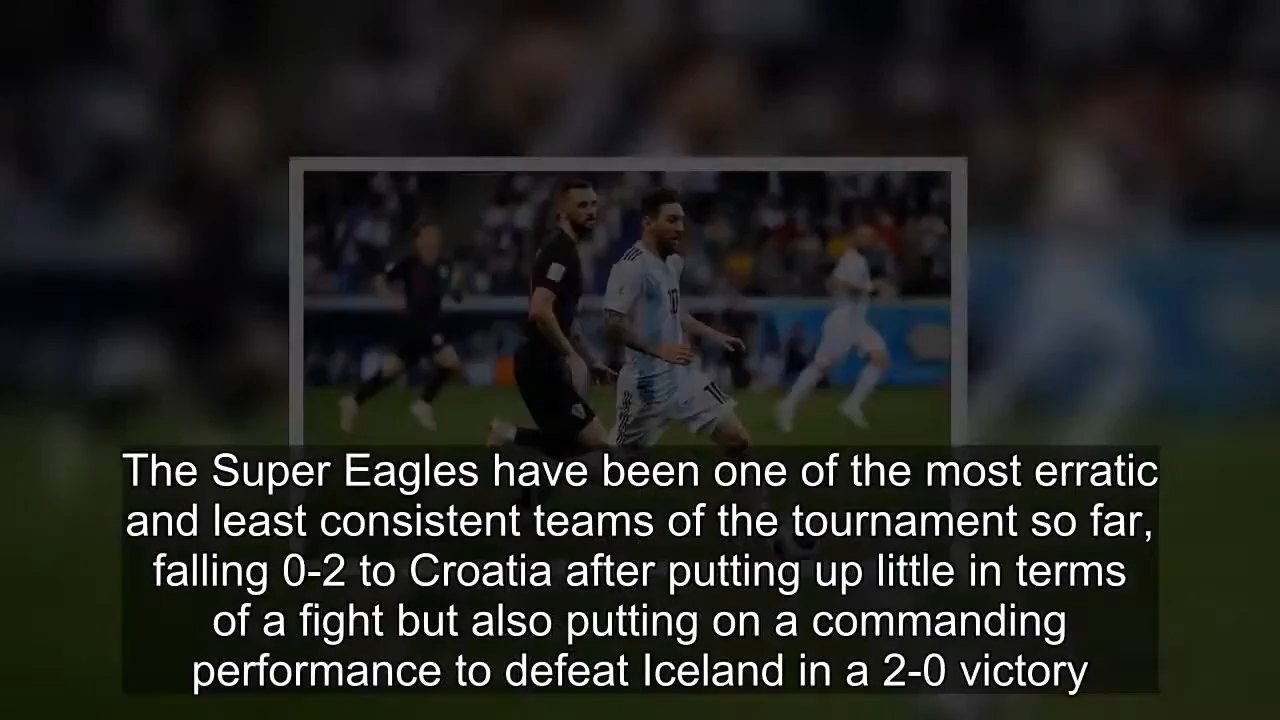 10
10
The Super Eagles have been one of the most erratic
and least consistent teams of the tournament so far,
falling 0-2 to Croatia after putting up little in terms
of a fight but also putting on a commanding
performance to defeat Iceland in a 2-0 victory